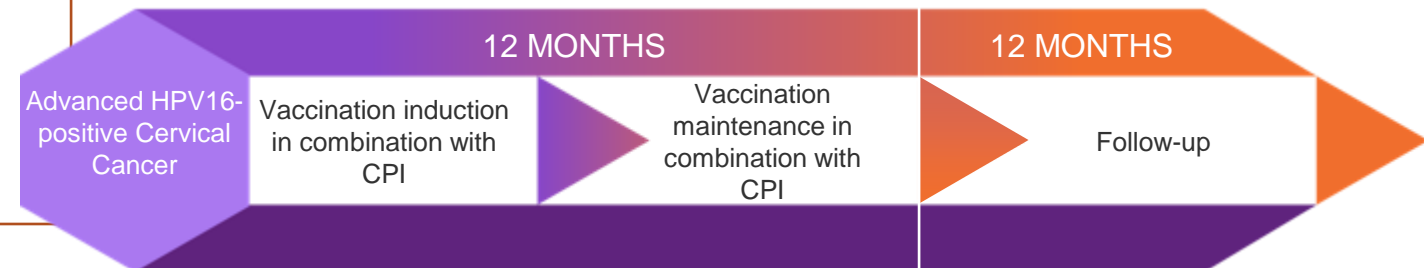 12 MONTHS
12 MONTHS
Advanced HPV16-
positive Cervical
Cancer
Vaccination induction
in combination with
CPI
Vaccination
maintenance in
combination with
CPI
Follow-up